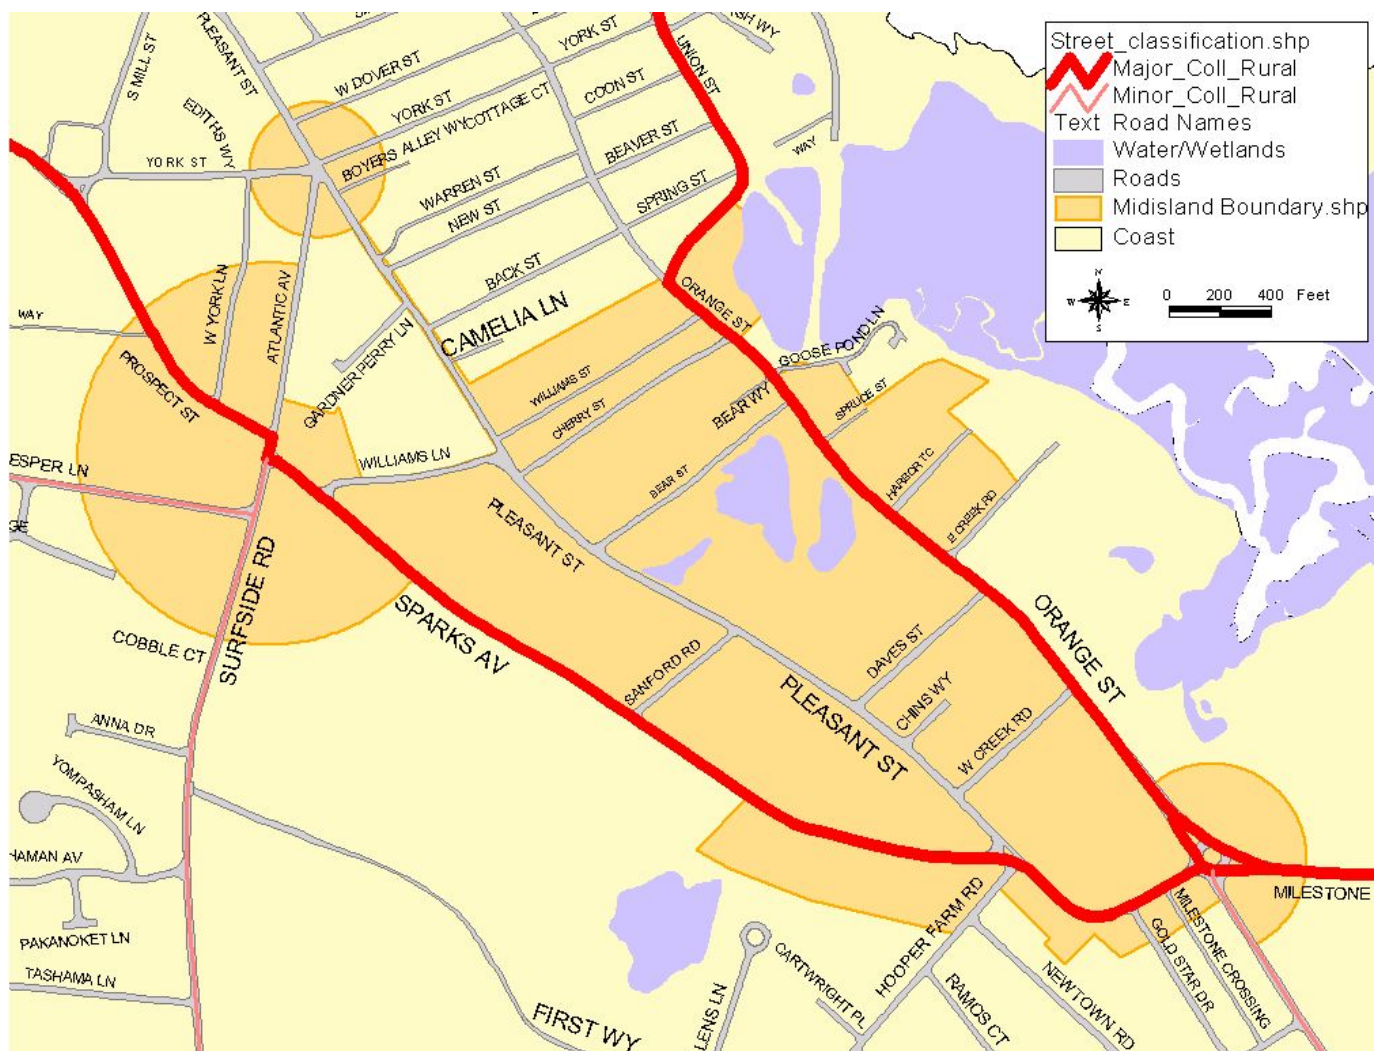 Street_classification.shp
Major_Coll_Rural
Minor_Coll_Rural
Text Road Names
Water/Wetlands
Roads
Midisland Boundary.shp
Coast
N
W E
S
0 200 400 Feet
S MILL ST
PLEASANT ST
W DOVER ST
YORK ST
UNION ST
YORK ST
COTTAGE CT
COON ST
EDITHS WY
YORK ST
BOYERS ALLEY WY
BEAVER ST
WAY
WARREN ST
NEW ST
SPRING ST
BACK ST
ORANGE ST
CAMELIA LN
W YORK LN
ATLANTIC AV
WAY
PROSPECT ST
GARDNER PERRY LN
GOOSE POND LN
WILLIAMS ST
CHERRY ST
BEAR WY
SPRUCE ST
ESPER LN
WILLIAMS LN
BEAR ST
HARBOR TC
E CREEK RD
PLEASANT ST
SURFSIDE RD
SPARKS AV
COBBLE CT
ORANGE ST
SANFORD RD
DAVES ST
PLEASANT ST
CHINS WY
W CREEK RD
ANNA DR
YOMPASHAM LN
HAMAN AV
PAKANOKET LN
TASHAMA LN
FIRST WY
LENS LN
CARTWRIGHT PL
HOOPER FARM RD
RAMOS CT
NEWTOWN RD
GOLD STAR DR
MILESTONE CROSSING
MILESTONE